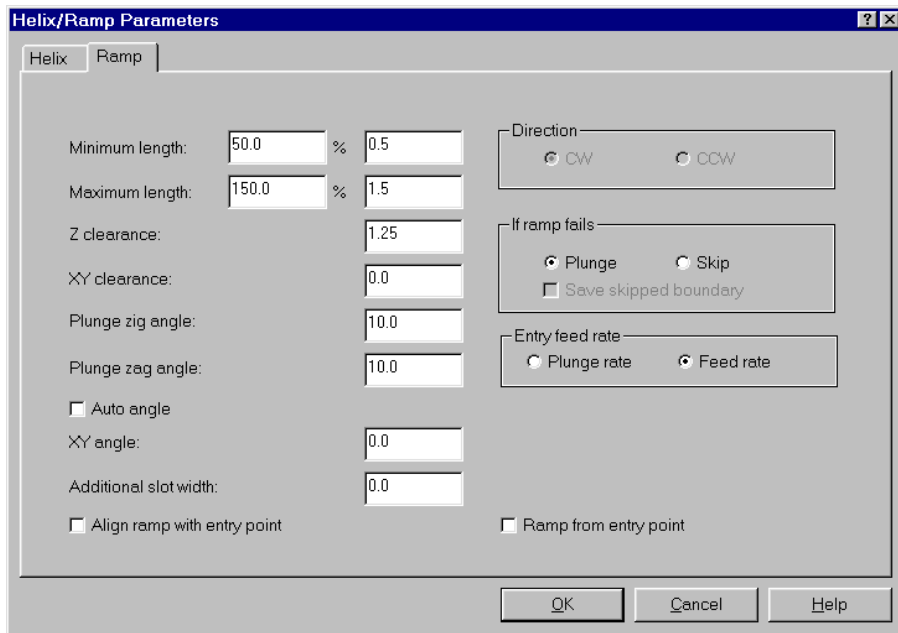 Helix/Ramp Parameters
Helix
Ramp
Minimum length: 50.0 % 0.5
Maximum length: 150.0 % 1.5
Z clearance: 1.25
XY clearance: 0.0
Plunge zig angle: 10.0
Plunge zag angle: 10.0
Auto angle
XY angle: 0.0
Additional slot width: 0.0
Align ramp with entry point
Direction
CW CCW
If ramp fails
Plunge Skip
Save skipped boundary
Entry feed rate
Plunge rate Feed rate
Ramp from entry point
OK Cancel Help